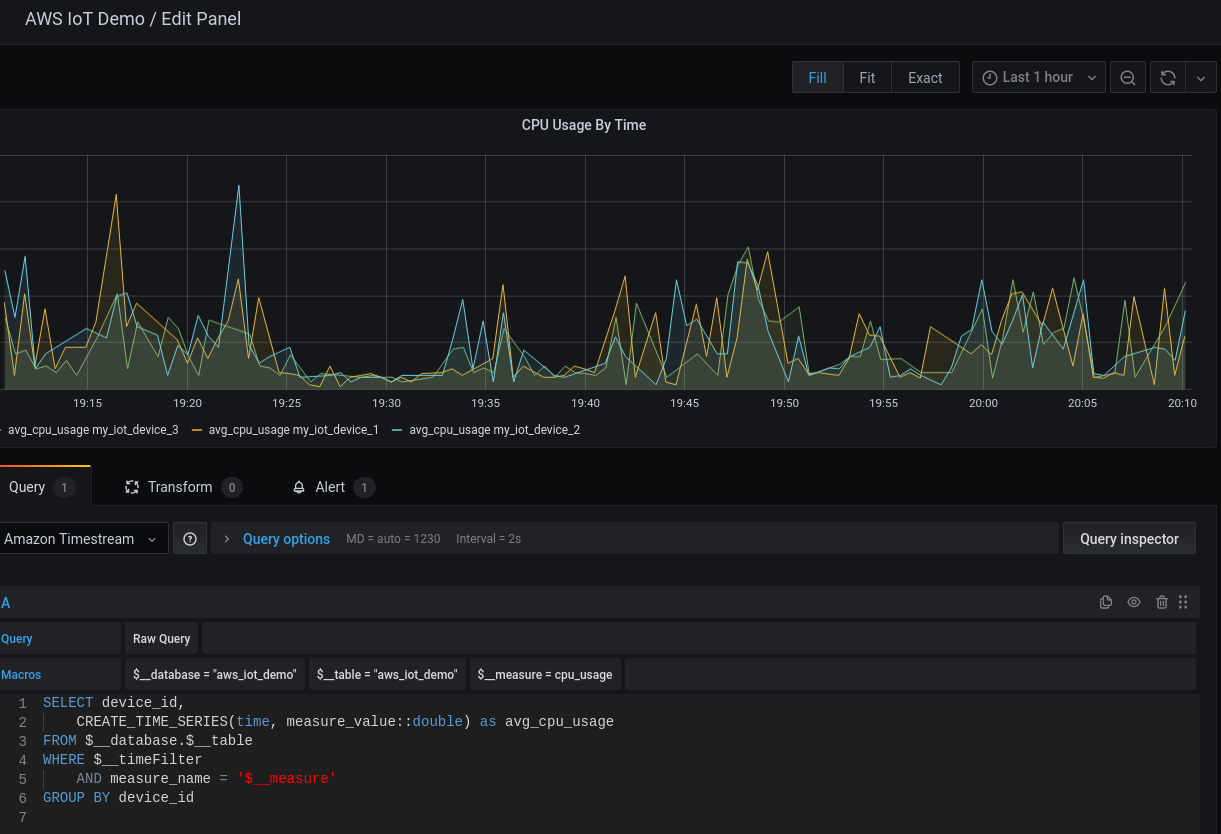 AWS IoT Demo / Edit Panel
Fill Fit Exact Last 1 hour
CPU Usage By Time
19:15 19:20 19:25 19:30 19:35 19:40 19:45 19:50 19:55 20:00 20:05 20:10
avg_cpu_usage my_iot_device_3 avg_cpu_usage my_iot_device_1 avg_cpu_usage my_iot_device_2
Query 1 Transform 0 Alert 1
Amazon Timestream Query options MD = auto = 1230 Interval = 2s Query inspector
A
Query Raw Query
Macros $__database = "aws_iot_demo" $__table = "aws_iot_demo" $__measure = cpu_usage
1 SELECT device_id,
2 CREATE_TIME_SERIES(time, measure_value::double) as avg_cpu_usage
3 FROM $__database.$__table
4 WHERE $__timeFilter
5 AND measure_name = '$__measure'
6 GROUP BY device_id
7